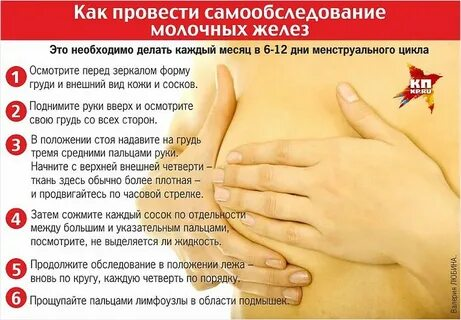 Как провести самообследование
молочных желез
Это необходимо делать каждый месяц в 6-12 дни менструального цикла
КП
KP.RU
1 Осмотрите перед зеркалом форму
груди и внешний вид кожи и сосков.
2 Поднимите руки вверх и осмотрите
свою грудь со всех сторон.
3 В положении стоя надавите на грудь
тремя средними пальцами руки.
Начните с верхней внешней четверти –
ткань здесь обычно более плотная –
и продвигайтесь по часовой стрелке.
4 Затем сожмите каждый сосок по отдельности
между большим и указательным пальцами,
посмотрите, не выделяется ли жидкость.
5 Продолжите обследование в положении лежа –
вновь по кругу, каждую четверть по порядку.
6 Прощупайте пальцами лимфоузлы в области подмышек.
Валерия ЛЮБИНА.